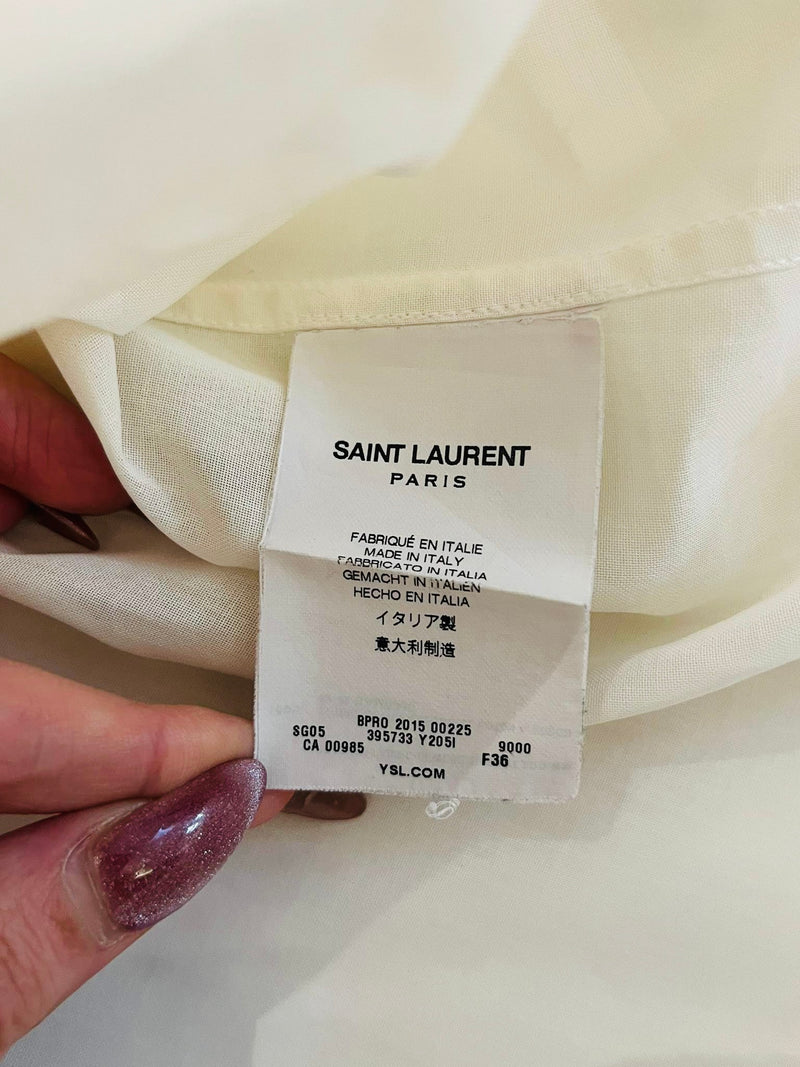 SAINT LAURENT
PARIS
FABRIQUÉ EN ITALIE
MADE IN ITALY
FABBRICATO IN ITALIA
GEMACHT IN ITALIEN
HECHO EN ITALIA
イタリア製
意大利制造
BPRO 2015 00225
SG05 395733 Y205I 9000
CA 00985 F36
YSL.COM